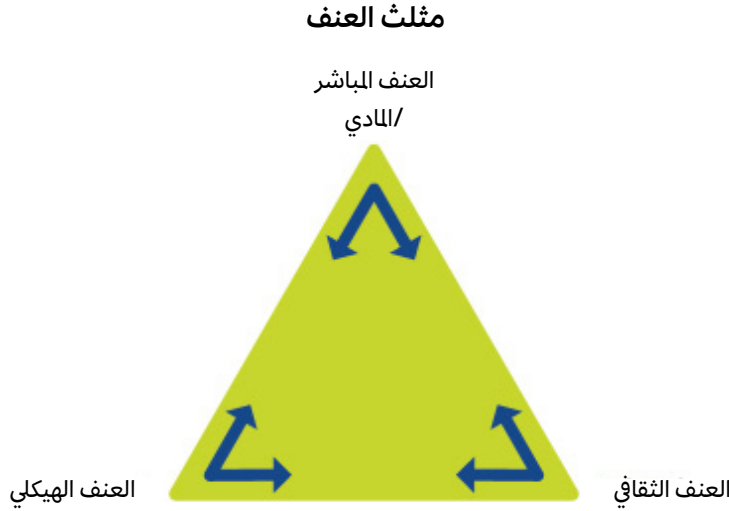 مثلث العنف
العنف المباشر
/المادي
العنف الثقافي
العنف الهيكلي